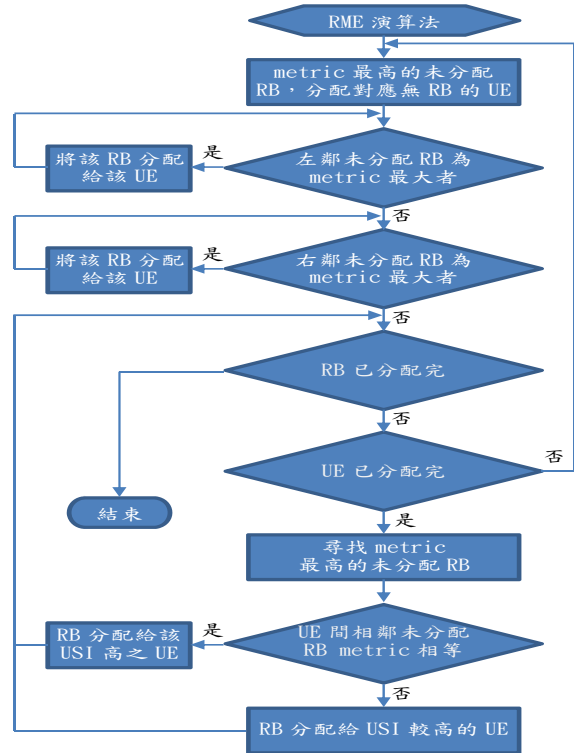 RME 演算法
metric 最高的未分配
RB，分配對應無 RB 的 UE
左鄰未分配 RB 為
metric 最大者
是
將該 RB 分配
給該 UE
否
右鄰未分配 RB 為
metric 最大者
是
將該 RB 分配
給該 UE
否
RB 已分配完
否
UE 已分配完
否
結束
是
尋找 metric
最高的未分配 RB
UE 間相鄰未分配
RB metric 相等
是
RB 分配給該
USI 高之 UE
否
RB 分配給 USI 較高的 UE